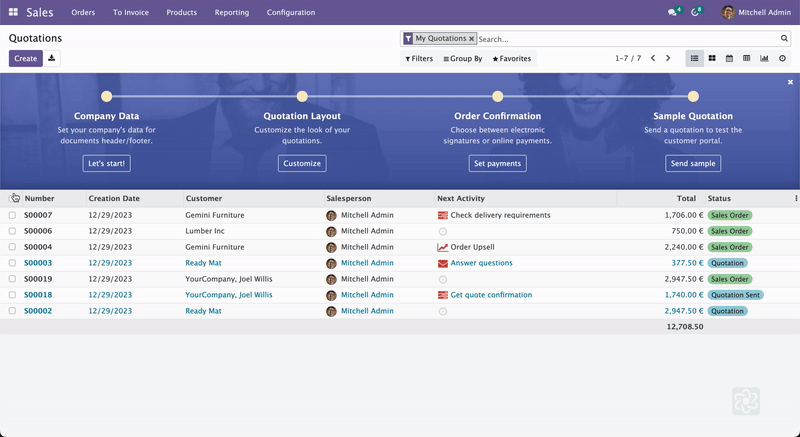 Sales Orders To Invoice Products Reporting Configuration 4 8 Mitchell Admin
Quotations
My Quotations × Search...
Create
Filters Group By Favorites 1-7 / 7
Company Data Quotation Layout Order Confirmation Sample Quotation
Set your company's data for documents header/footer.
Customize the look of your quotations.
Choose between electronic signatures or online payments.
Send a quotation to test the customer portal.
Let's start! Customize Set payments Send sample
Number Creation Date Customer Salesperson Next Activity Total Status
S00007 12/29/2023 Gemini Furniture Mitchell Admin Check delivery requirements 1,706.00 € Sales Order
S00006 12/29/2023 Lumber Inc Mitchell Admin 750.00 € Sales Order
S00004 12/29/2023 Gemini Furniture Mitchell Admin Order Upsell 2,240.00 € Sales Order
S00003 12/29/2023 Ready Mat Mitchell Admin Answer questions 377.50 € Quotation
S00019 12/29/2023 YourCompany, Joel Willis Mitchell Admin 2,947.50 € Sales Order
S00018 12/29/2023 YourCompany, Joel Willis Mitchell Admin Get quote confirmation 1,740.00 € Quotation Sent
S00002 12/29/2023 Ready Mat Mitchell Admin 2,947.50 € Quotation
12,708.50